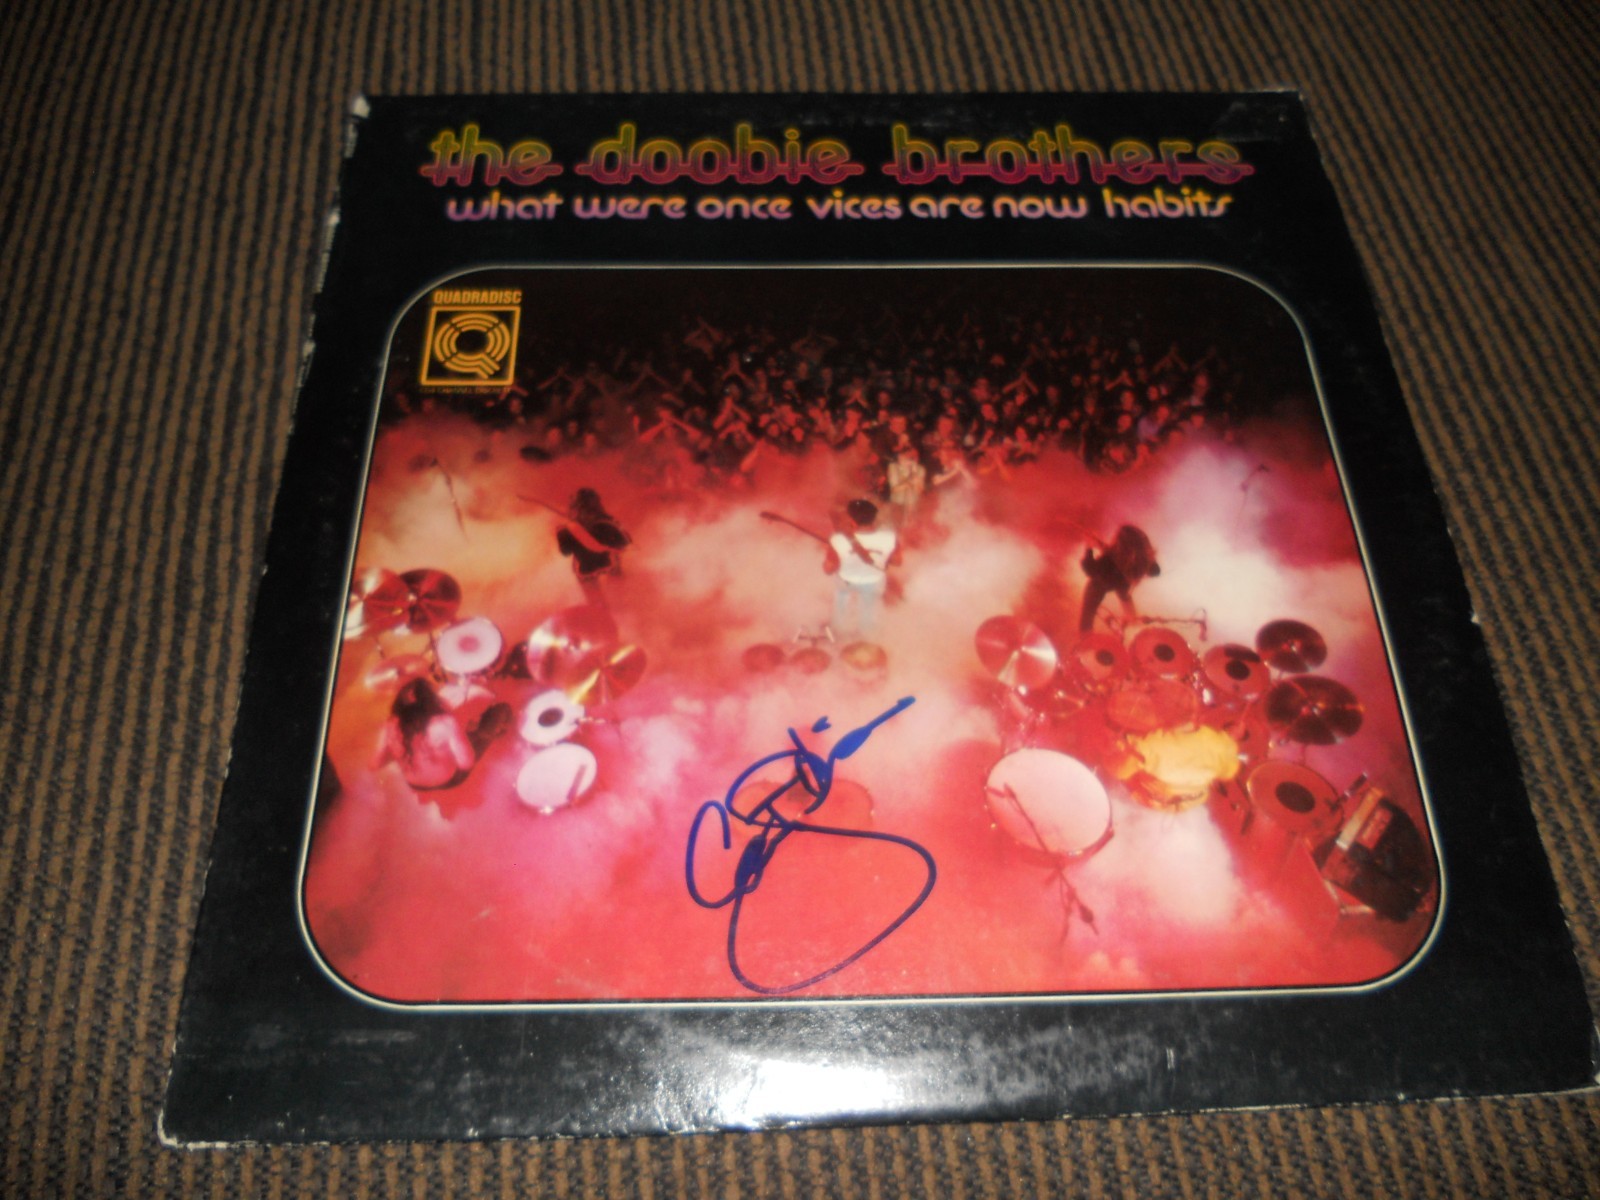 the doobie brothers
what were once vices are now habits
QUADRADISC